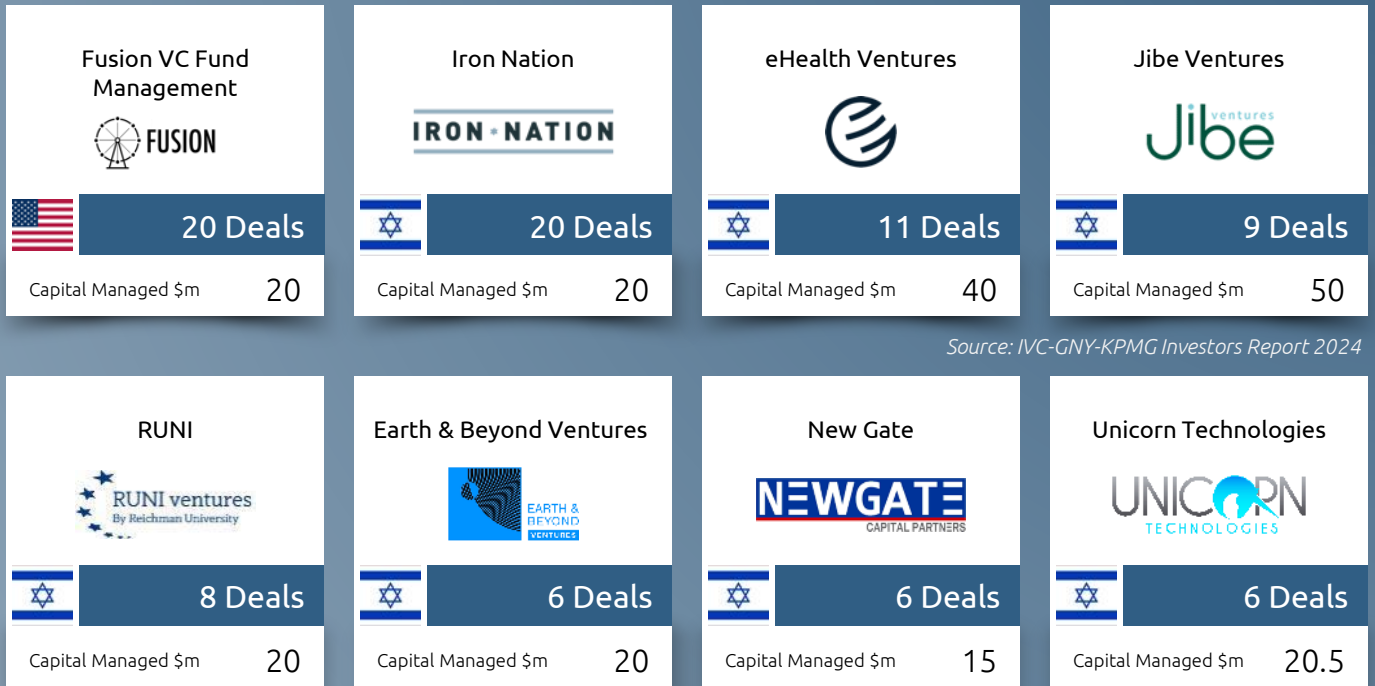 Fusion VC Fund
Management
FUSION
20 Deals
Capital Managed $m 20
Iron Nation
IRON NATION
20 Deals
Capital Managed $m 20
eHealth Ventures
11 Deals
Capital Managed $m 40
Jibe Ventures
ventures
Jibe
9 Deals
Capital Managed $m 50
Source: IVC-GNY-KPMG Investors Report 2024
RUNI
RUNI ventures
By Reichman University
8 Deals
Capital Managed $m 20
Earth & Beyond Ventures
EARTH &
BEYOND
VENTURES
6 Deals
Capital Managed $m 20
New Gate
NEWGATE
CAPITAL PARTNERS
6 Deals
Capital Managed $m 15
Unicorn Technologies
UNICORN
TECHNOLOGIES
6 Deals
Capital Managed $m 20.5